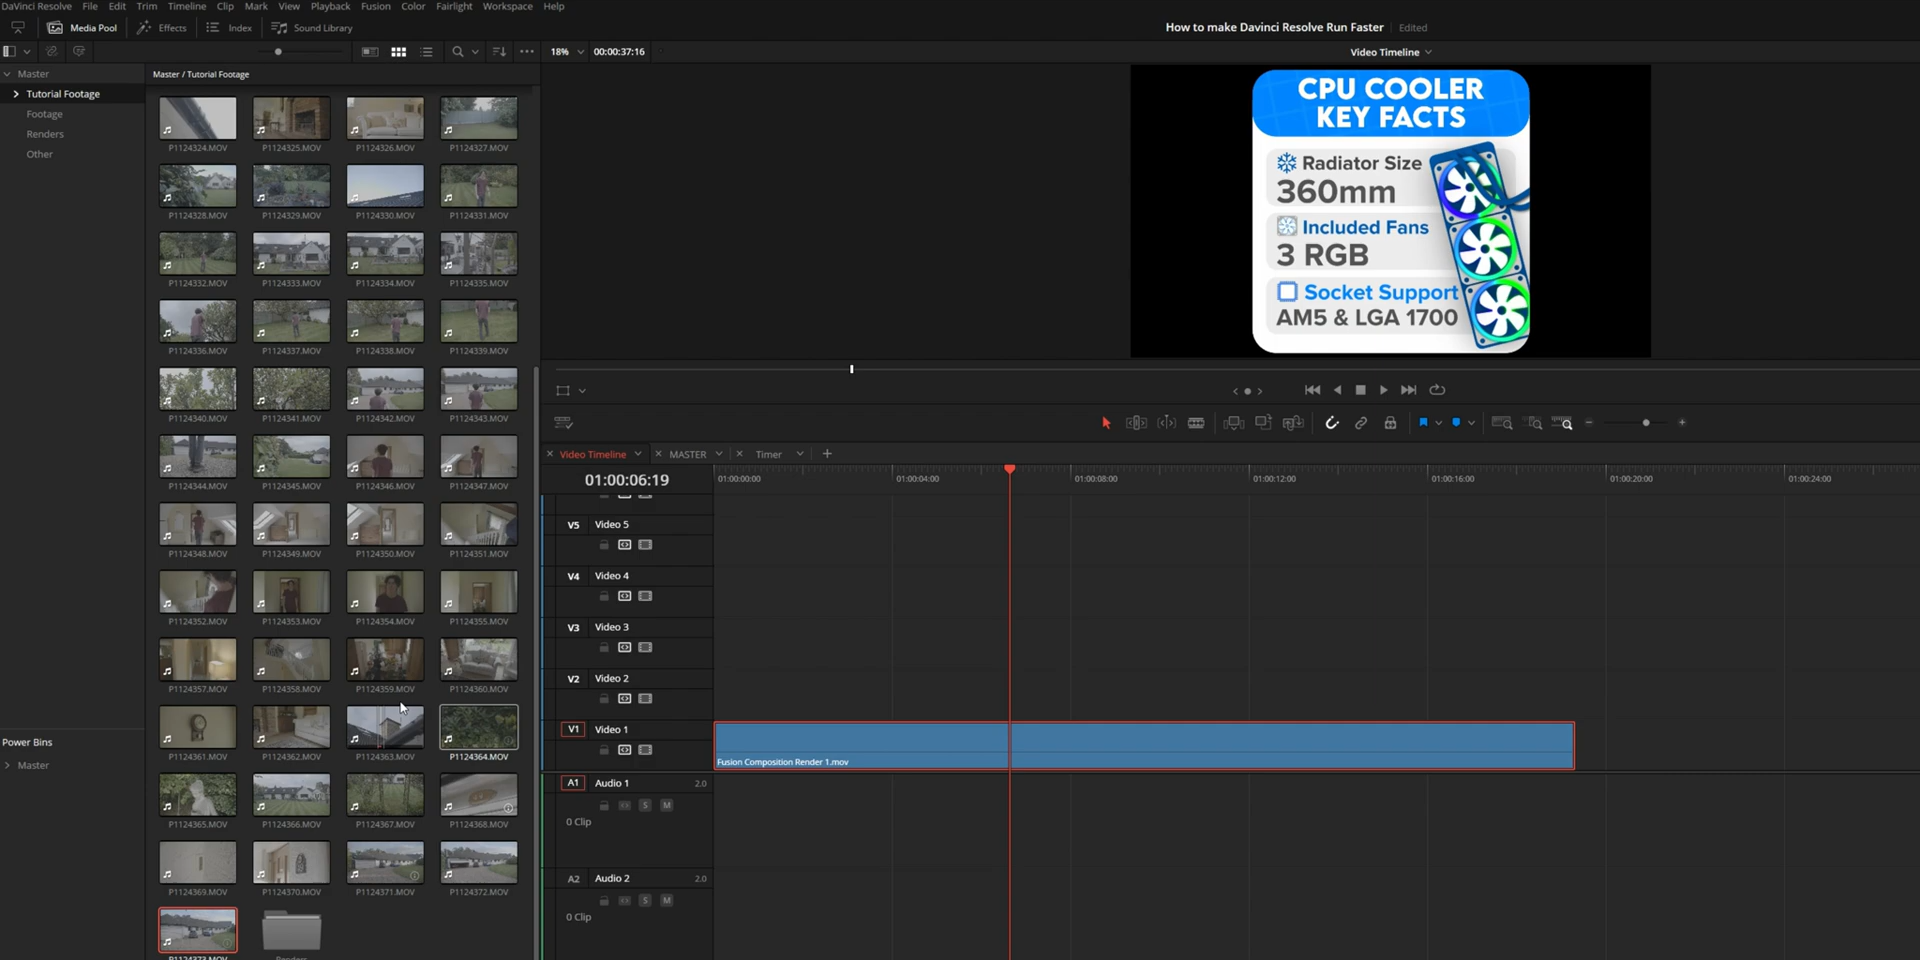 DaVinci Resolve File Edit Trim Timeline Clip Mark View Playback Fusion Color Fairlight Workspace Help
Media Pool Effects Index Sound Library How to make Davinci Resolve Run Faster Edited
18% 00:00:37:16 Video Timeline
Master
Tutorial Footage
Footage
Renders
Other
Power Bins
Master
Master / Tutorial Footage
P1124324.MOV P1124325.MOV P1124326.MOV P1124327.MOV
P1124328.MOV P1124329.MOV P1124330.MOV P1124331.MOV
P1124332.MOV P1124333.MOV P1124334.MOV P1124335.MOV
P1124336.MOV P1124337.MOV P1124338.MOV P1124339.MOV
P1124340.MOV P1124341.MOV P1124342.MOV P1124343.MOV
P1124344.MOV P1124345.MOV P1124346.MOV P1124347.MOV
P1124348.MOV P1124349.MOV P1124350.MOV P1124351.MOV
P1124352.MOV P1124353.MOV P1124354.MOV P1124355.MOV
P1124357.MOV P1124358.MOV P1124359.MOV P1124360.MOV
P1124361.MOV P1124362.MOV P1124363.MOV P1124364.MOV
P1124365.MOV P1124366.MOV P1124367.MOV P1124368.MOV
P1124369.MOV P1124370.MOV P1124371.MOV P1124372.MOV
P1124373.MOV Renders
CPU COOLER
KEY FACTS
Radiator Size
360mm
Included Fans
3 RGB
Socket Support
AM5 & LGA 1700
Video Timeline MASTER Timer
01:00:06:19 01:00:00:00 01:00:04:00 01:00:08:00 01:00:12:00 01:00:16:00 01:00:20:00 01:00:24:00
V5 Video 5
V4 Video 4
V3 Video 3
V2 Video 2
V1 Video 1
Fusion Composition Render 1.mov
A1 Audio 1 2.0
S M
0 Clip
A2 Audio 2 2.0
S M
0 Clip